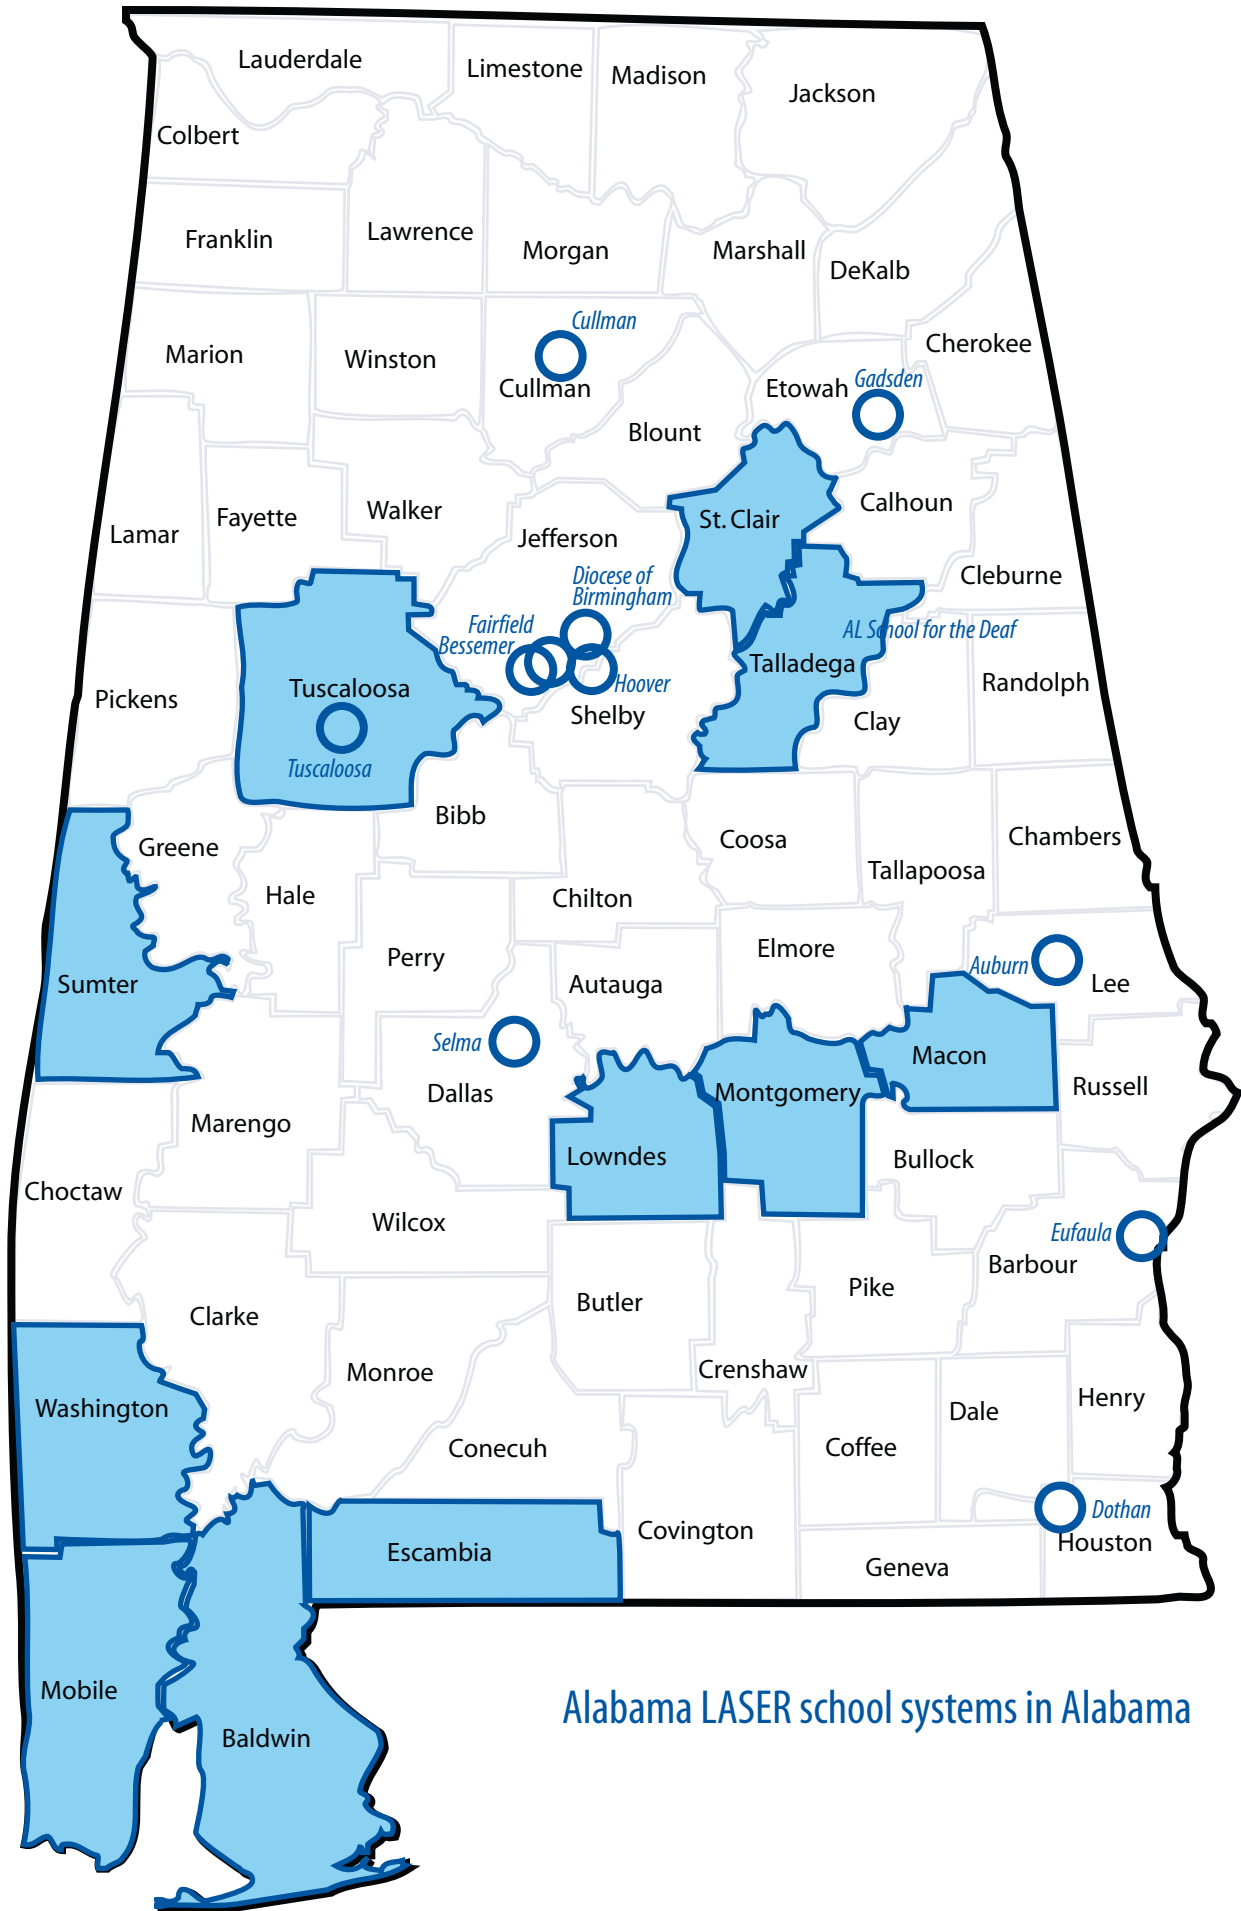 Lauderdale
Limestone
Madison
Jackson
Colbert
Franklin
Lawrence
Morgan
Marshall
DeKalb
Cullman
Cherokee
Marion
Winston
Cullman
Etowah
Gadsden
Blount
St. Clair
Calhoun
Walker
Fayette
Lamar
Jefferson
Diocese of
Birmingham
Cleburne
Fairfield
Bessemer
AL School for the Deaf
Talladega
Hoover
Randolph
Tuscaloosa
Pickens
Shelby
Clay
Tuscaloosa
Bibb
Greene
Coosa
Chambers
Tallapoosa
Hale
Chilton
Elmore
Perry
Auburn
Sumter
Autauga
Lee
Selma
Macon
Dallas
Montgomery
Russell
Marengo
Lowndes
Bullock
Choctaw
Wilcox
Eufaula
Barbour
Pike
Butler
Clarke
Monroe
Crenshaw
Henry
Washington
Dale
Conecuh
Coffee
Dothan
Covington
Houston
Escambia
Geneva
Mobile
Baldwin
Alabama LASER school systems in Alabama